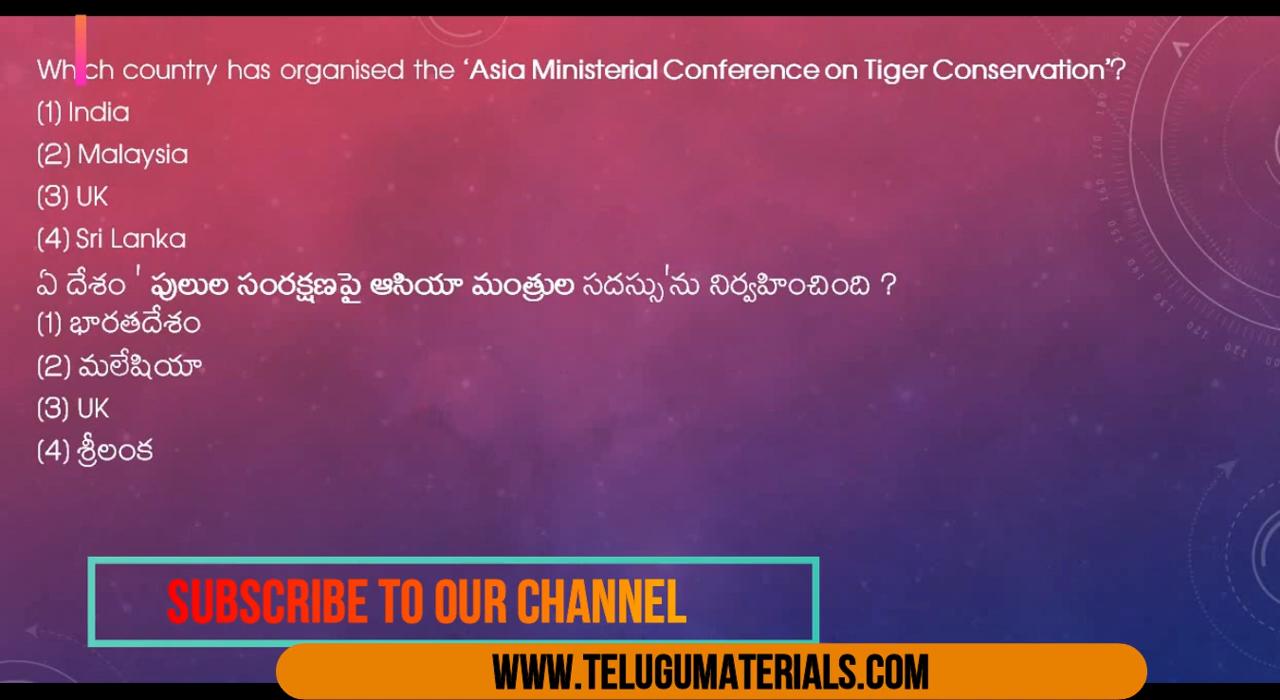 Which country has organised the ‘Asia Ministerial Conference on Tiger Conservation’?
(1) India
(2) Malaysia
(3) UK
(4) Sri Lanka
ఏ దేశం ' పులుల సంరక్షణపై ఆసియా మంత్రుల సదస్సు'ను నిర్వహించింది ?
(1) భారతదేశం
(2) మలేషియా
(3) UK
(4) శ్రీలంక
SUBSCRIBE TO OUR CHANNEL
WWW.TELUGUMATERIALS.COM